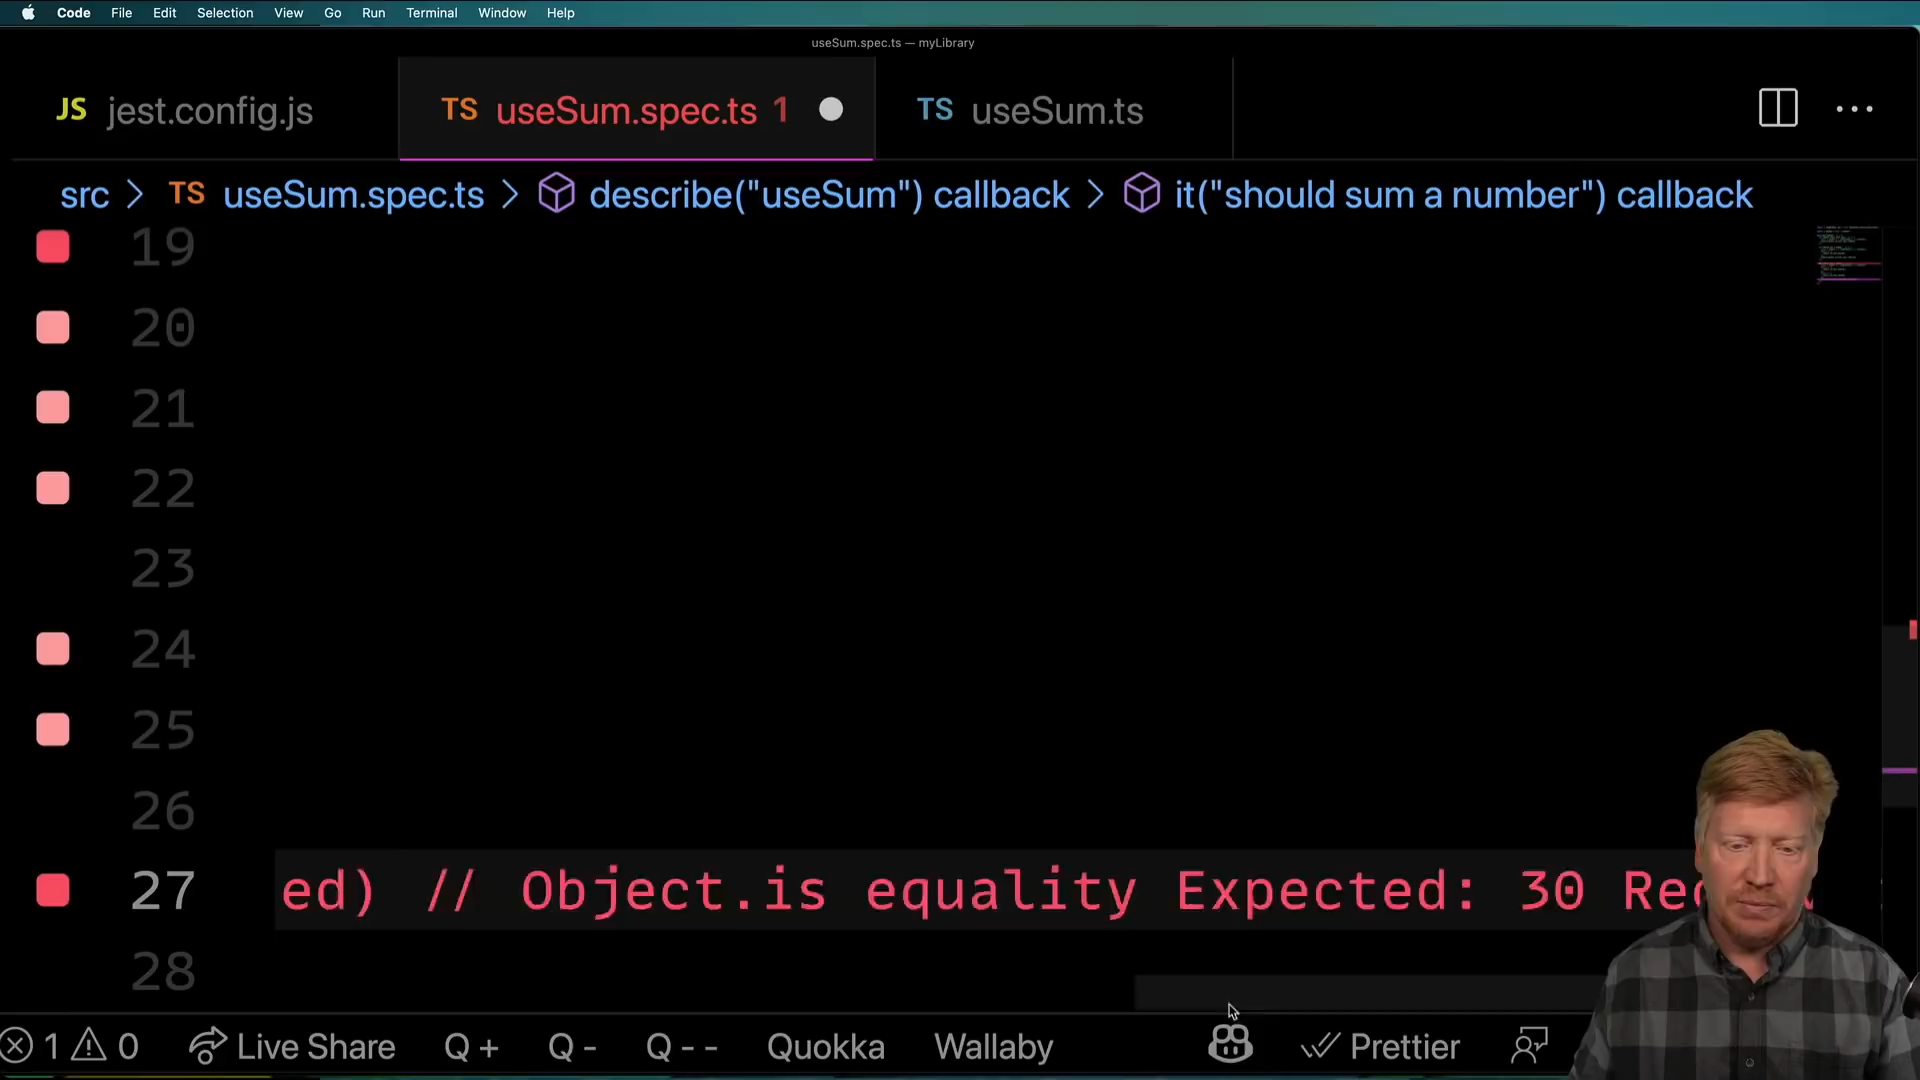 Code File Edit Selection View Go Run Terminal Window Help
useSum.spec.ts — myLibrary
JS jest.config.js TS useSum.spec.ts 1 TS useSum.ts
src > TS useSum.spec.ts > describe("useSum") callback > it("should sum a number") callback
19
20
21
22
23
24
25
26
27 ed) // Object.is equality Expected: 30
28
1 0 Live Share Q + Q - Q - - Quokka Wallaby Prettier